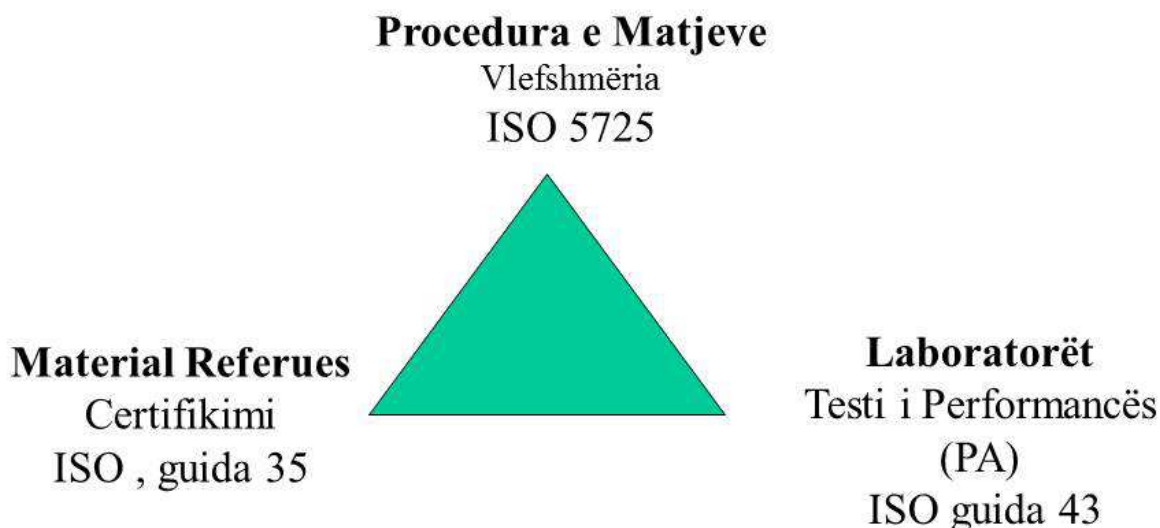 Procedura e Matjeve
Vlefshmëria
ISO 5725
Material Referues
Certifikimi
ISO , guida 35
Laboratorët
Testi i Performancës
(PA)
ISO guida 43